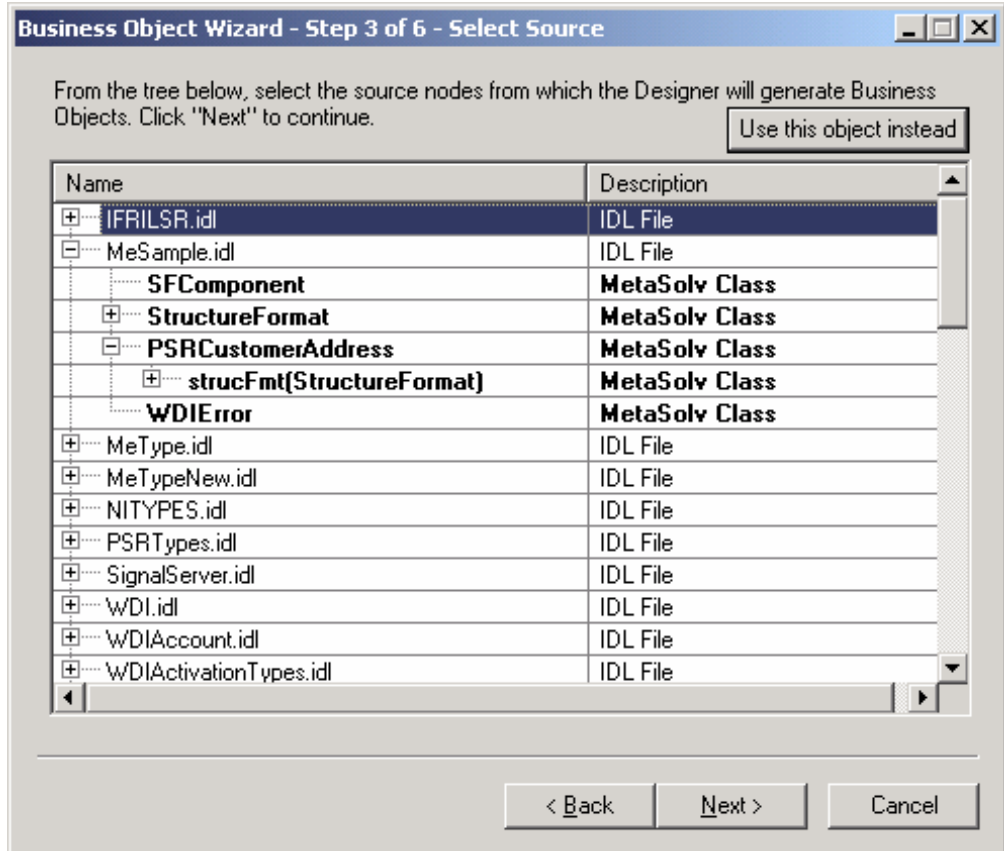 Business Object Wizard - Step 3 of 6 - Select Source
From the tree below, select the source nodes from which the Designer will generate Business
Objects. Click "Next" to continue.
Use this object instead
Name Description
IFRILSR.idl IDL File
MeSample.idl IDL File
SFComponent MetaSolv Class
StructureFormat MetaSolv Class
PSRCustomerAddress MetaSolv Class
strucFmt(StructureFormat) MetaSolv Class
WDIError MetaSolv Class
MeType.idl IDL File
MeTypeNew.idl IDL File
NITYPES.idl IDL File
PSRTypes.idl IDL File
SignalServer.idl IDL File
WDI.idl IDL File
WDIAccount.idl IDL File
WDIActivationTypes.idl IDL File
< Back Next > Cancel